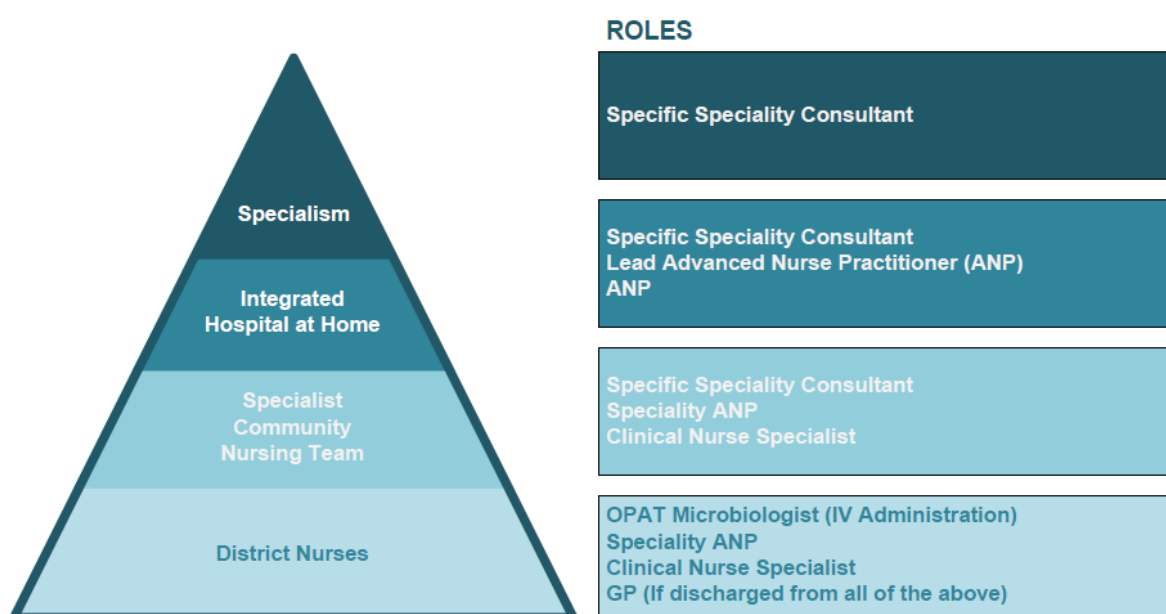 ROLES
Specialism
Specific Speciality Consultant
Integrated
Hospital at Home
Specific Speciality Consultant
Lead Advanced Nurse Practitioner (ANP)
ANP
Specialist
Community
Nursing Team
Specific Speciality Consultant
Speciality ANP
Clinical Nurse Specialist
District Nurses
OPAT Microbiologist (IV Administration)
Speciality ANP
Clinical Nurse Specialist
GP (If discharged from all of the above)